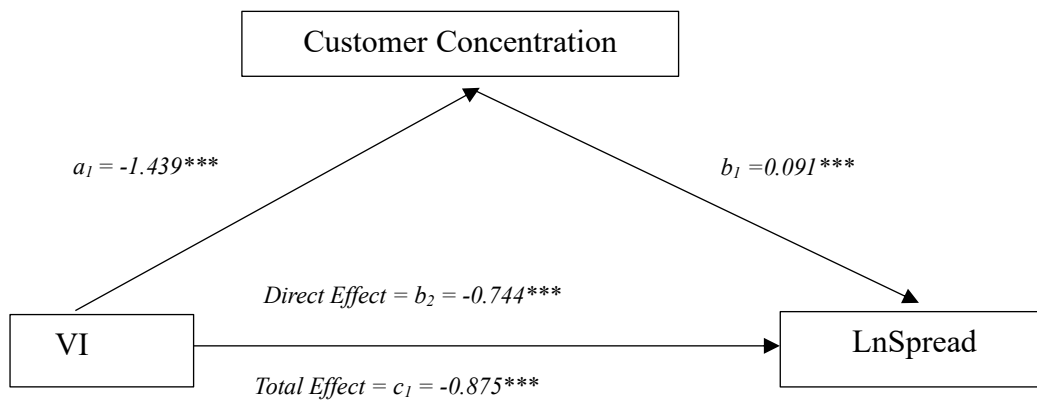 Customer Concentration
a₁ = -1.439***
b₁ =0.091***
Direct Effect = b₂ = -0.744***
VI
LnSpread
Total Effect = c₁ = -0.875***